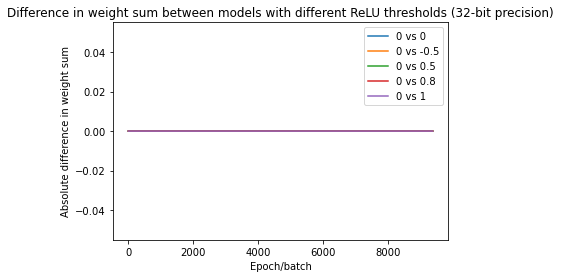 Difference in weight sum between models with different ReLU thresholds (32-bit precision)
0 vs 0
0 vs -0.5
0 vs 0.5
0 vs 0.8
0 vs 1
Absolute difference in weight sum
0.04
0.02
0.00
−0.02
−0.04
0
2000
4000
6000
8000
Epoch/batch